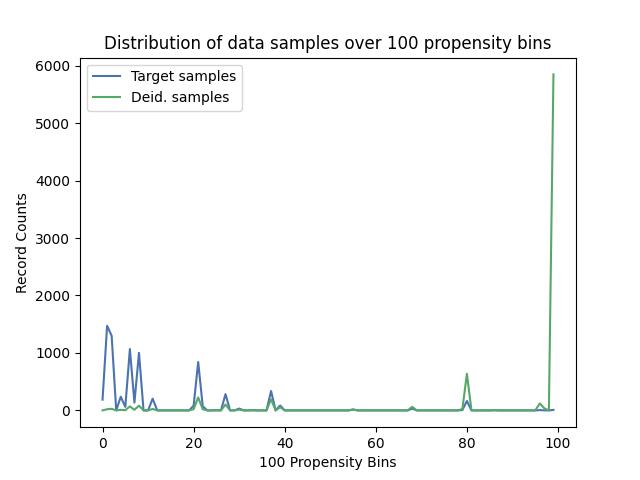 Distribution of data samples over 100 propensity bins
Target samples
Deid. samples
6000
5000
4000
3000
2000
1000
0
Record Counts
0
20
40
60
80
100
100 Propensity Bins